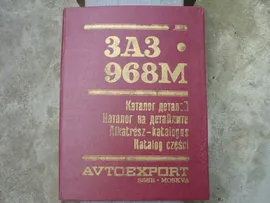 ЗАЗ
968М
Каталог деталей
Каталог на детайлите
Alkatrész-katalógus
Katalog części
AVTOEXPORT
SSSR - MOSKVA